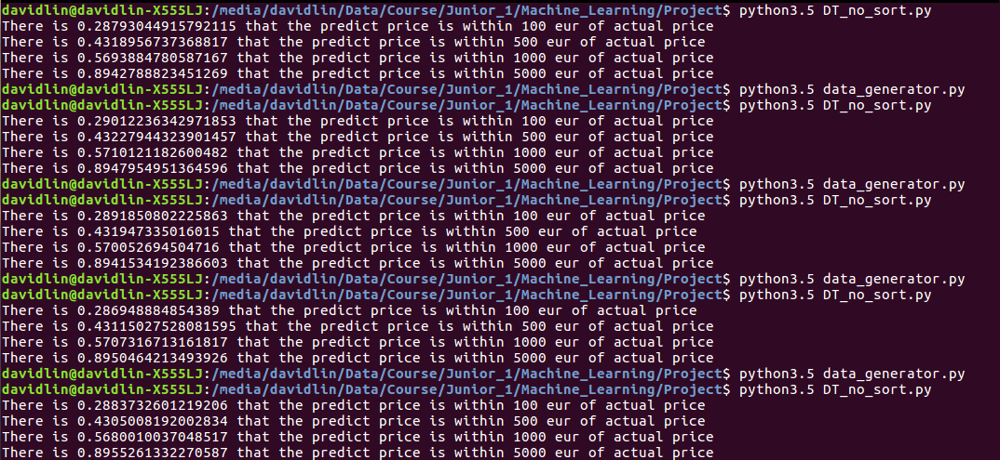 davidlin@davidlin-X555LJ:/media/davidlin/Data/Course/Junior_1/Machine_Learning/Project$ python3.5 DT_no_sort.py
There is 0.28793044915792115 that the predict price is within 100 eur of actual price
There is 0.4318956737368817 that the predict price is within 500 eur of actual price
There is 0.5693884780587167 that the predict price is within 1000 eur of actual price
There is 0.8942788823451269 that the predict price is within 5000 eur of actual price
davidlin@davidlin-X555LJ:/media/davidlin/Data/Course/Junior_1/Machine_Learning/Project$ python3.5 data_generator.py
davidlin@davidlin-X555LJ:/media/davidlin/Data/Course/Junior_1/Machine_Learning/Project$ python3.5 DT_no_sort.py
There is 0.29012236342971853 that the predict price is within 100 eur of actual price
There is 0.43227944323901457 that the predict price is within 500 eur of actual price
There is 0.5710121182600482 that the predict price is within 1000 eur of actual price
There is 0.8947954951364596 that the predict price is within 5000 eur of actual price
davidlin@davidlin-X555LJ:/media/davidlin/Data/Course/Junior_1/Machine_Learning/Project$ python3.5 data_generator.py
davidlin@davidlin-X555LJ:/media/davidlin/Data/Course/Junior_1/Machine_Learning/Project$ python3.5 DT_no_sort.py
There is 0.2891850802225863 that the predict price is within 100 eur of actual price
There is 0.431947335016015 that the predict price is within 500 eur of actual price
There is 0.570052694504716 that the predict price is within 1000 eur of actual price
There is 0.8941534192386603 that the predict price is within 5000 eur of actual price
davidlin@davidlin-X555LJ:/media/davidlin/Data/Course/Junior_1/Machine_Learning/Project$ python3.5 data_generator.py
davidlin@davidlin-X555LJ:/media/davidlin/Data/Course/Junior_1/Machine_Learning/Project$ python3.5 DT_no_sort.py
There is 0.286948884854389 that the predict price is within 100 eur of actual price
There is 0.43115027528081595 that the predict price is within 500 eur of actual price
There is 0.5707316713161817 that the predict price is within 1000 eur of actual price
There is 0.8950464213493926 that the predict price is within 5000 eur of actual price
davidlin@davidlin-X555LJ:/media/davidlin/Data/Course/Junior_1/Machine_Learning/Project$ python3.5 data_generator.py
davidlin@davidlin-X555LJ:/media/davidlin/Data/Course/Junior_1/Machine_Learning/Project$ python3.5 DT_no_sort.py
There is 0.2883732601219206 that the predict price is within 100 eur of actual price
There is 0.4305008192002834 that the predict price is within 500 eur of actual price
There is 0.5680010037048517 that the predict price is within 1000 eur of actual price
There is 0.8955261332270587 that the predict price is within 5000 eur of actual price